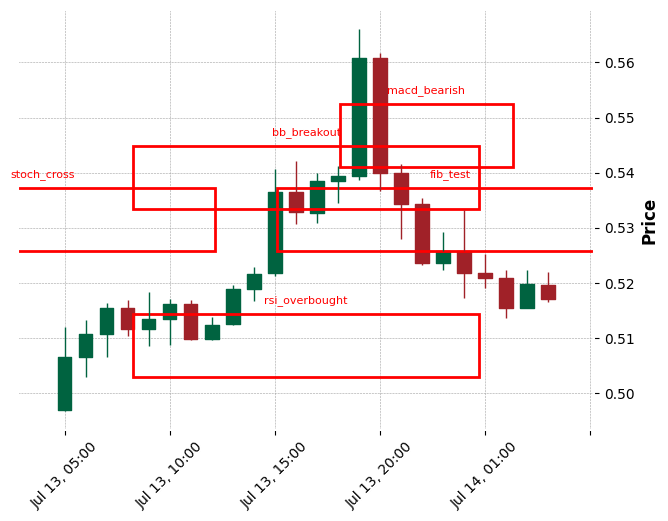 0.56
macd_bearish
0.55
bb_breakout
0.54
stoch_cross
fib_test
0.53
Price
0.52
rsi_overbought
0.51
0.50
Jul 13, 05:00
Jul 13, 10:00
Jul 13, 15:00
Jul 13, 20:00
Jul 14, 01:00